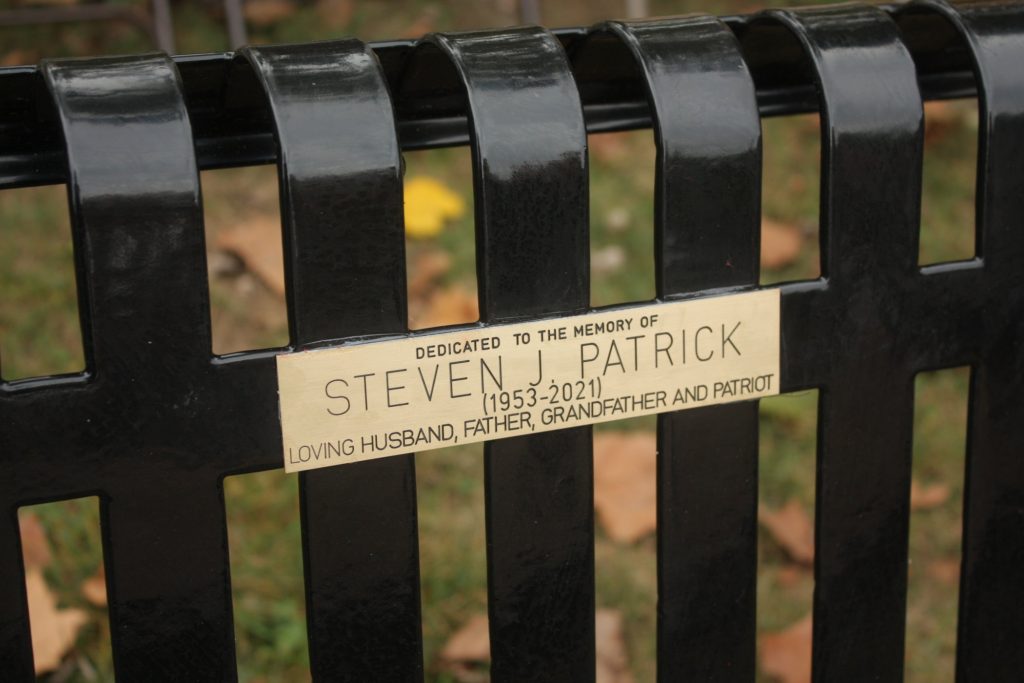 DEDICATED TO THE MEMORY OF
STEVEN J. PATRICK
(1953-2021)
LOVING HUSBAND, FATHER, GRANDFATHER AND PATRIOT